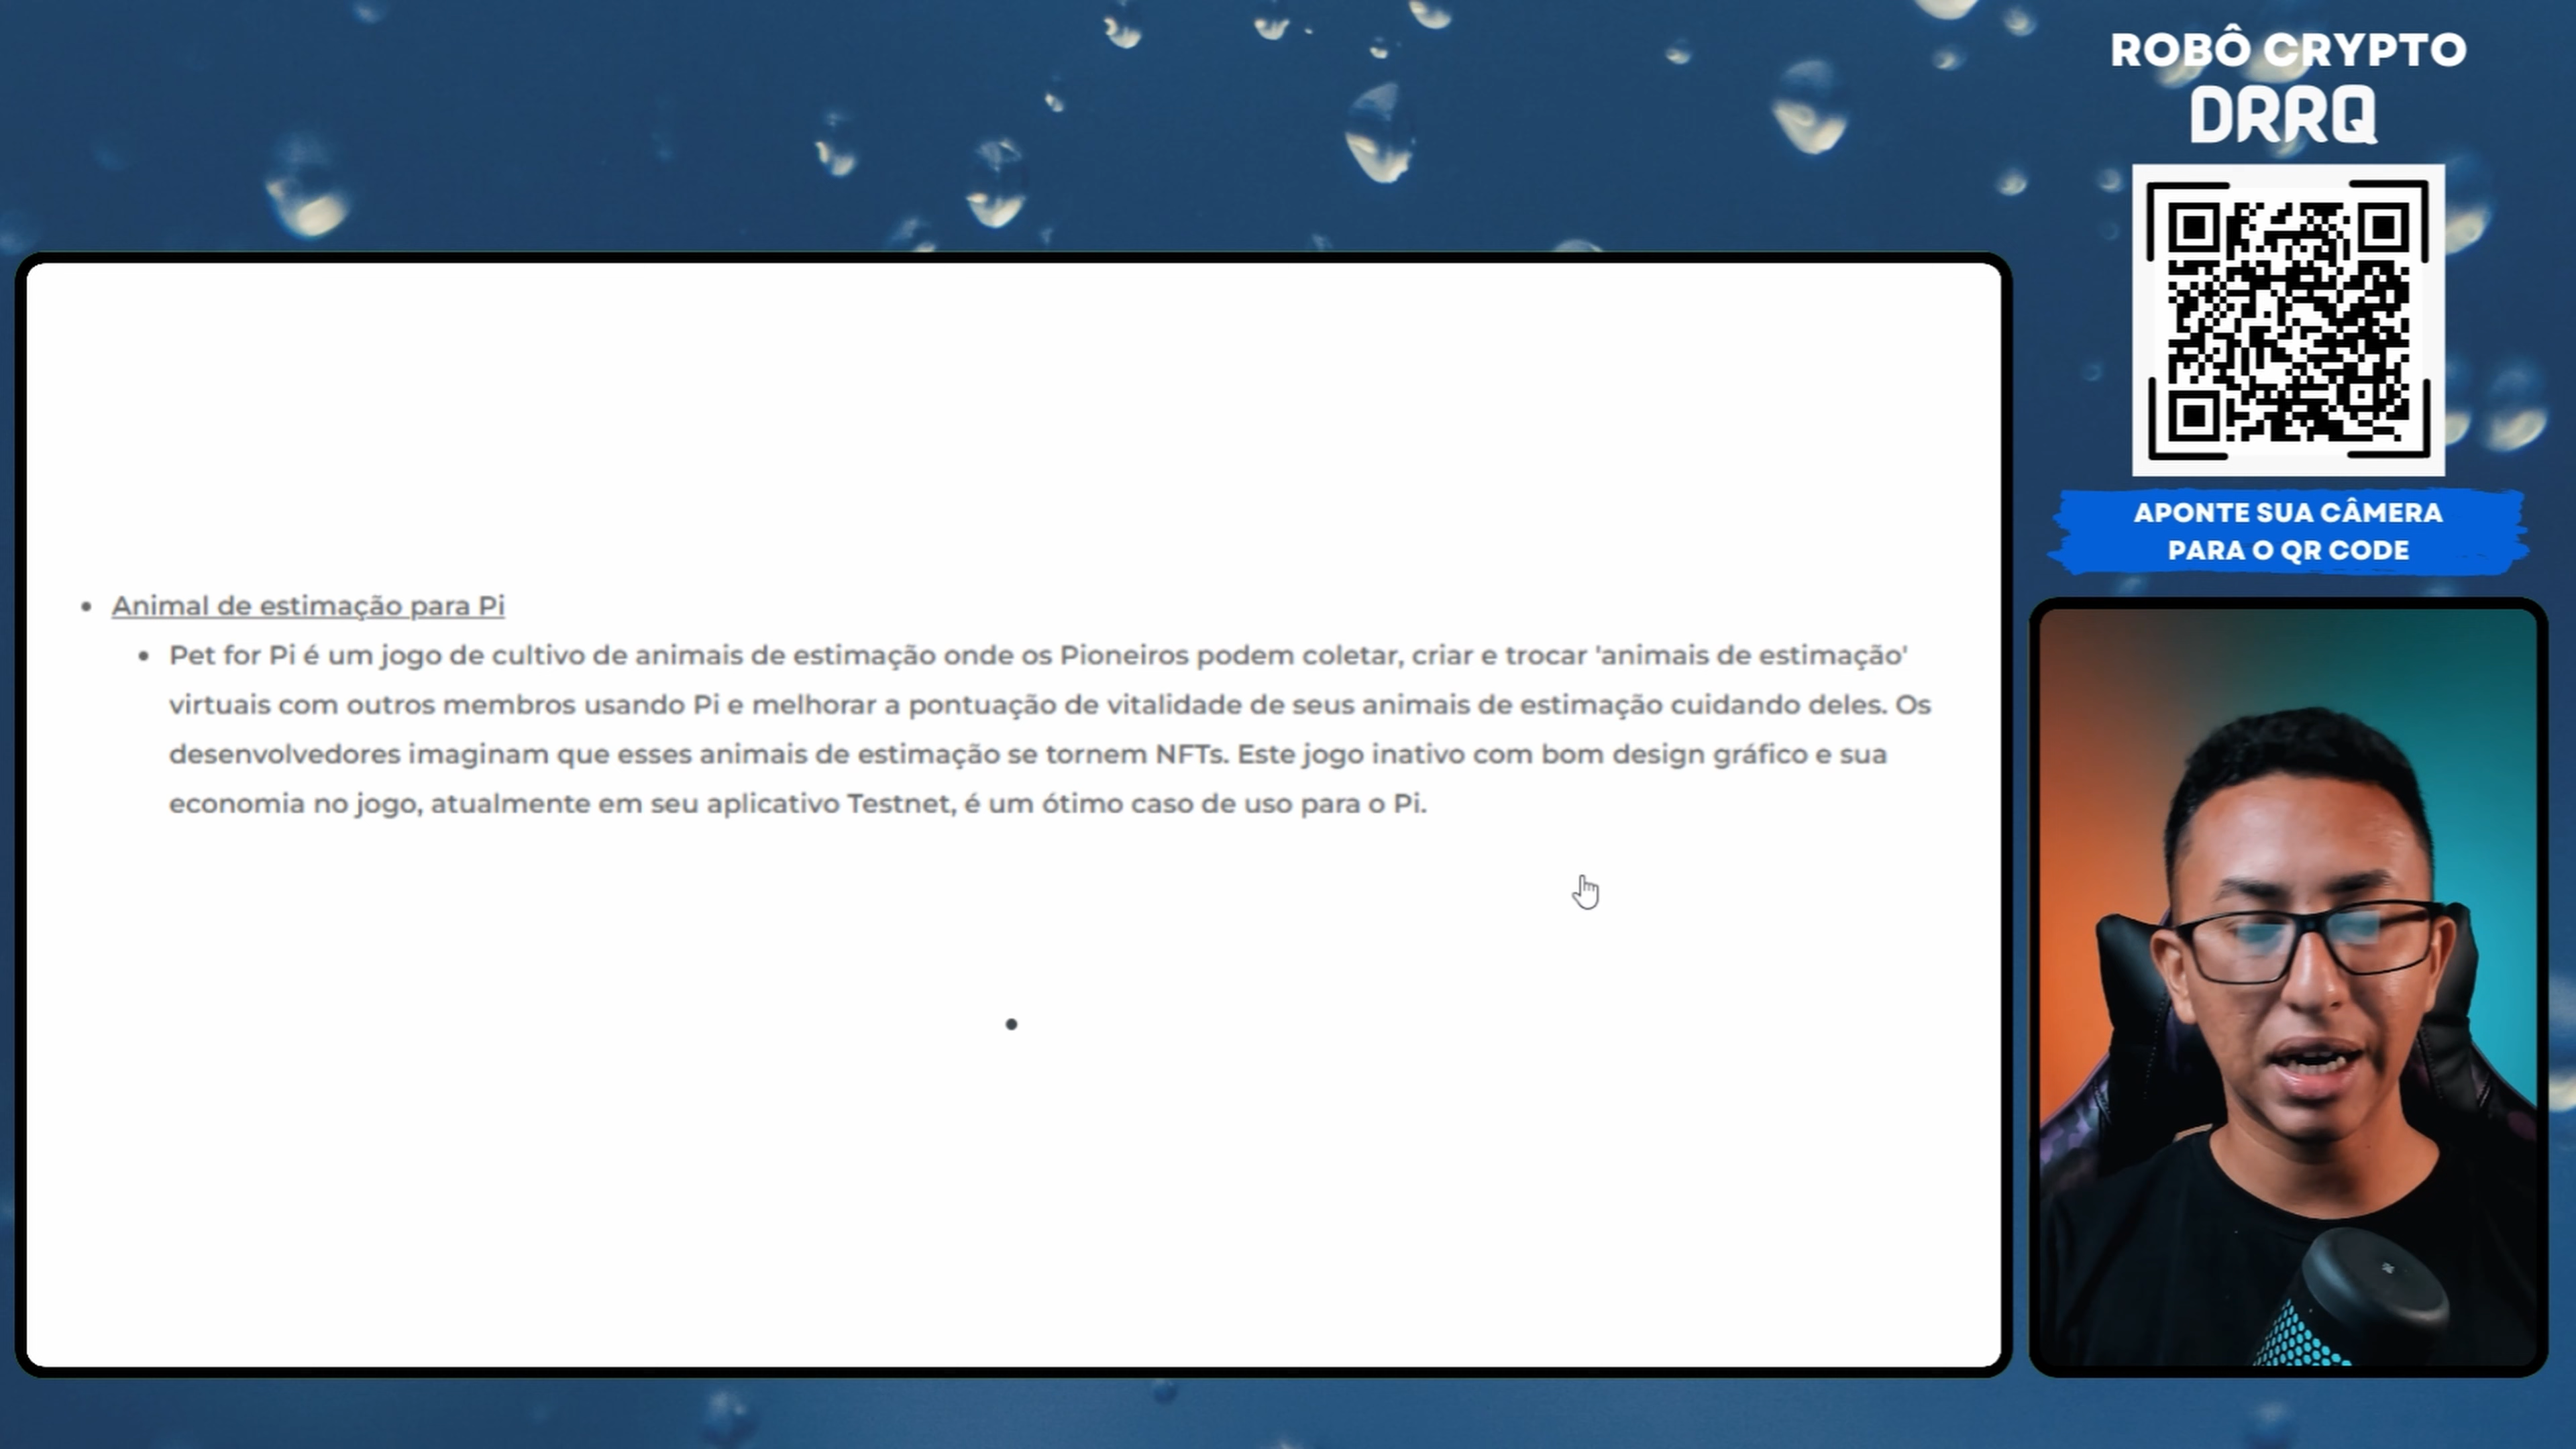 ROBÔ CRYPTO
DRRQ
APONTE SUA CÂMERA
PARA O QR CODE
Animal de estimação para Pi
Pet for Pi é um jogo de cultivo de animais de estimação onde os Pioneiros podem coletar, criar e trocar 'animais de estimação'
virtuais com outros membros usando Pi e melhorar a pontuação de vitalidade de seus animais de estimação cuidando deles. Os
desenvolvedores imaginam que esses animais de estimação se tornem NFTs. Este jogo inativo com bom design gráfico e sua
economia no jogo, atualmente em seu aplicativo Testnet, é um ótimo caso de uso para o Pi.